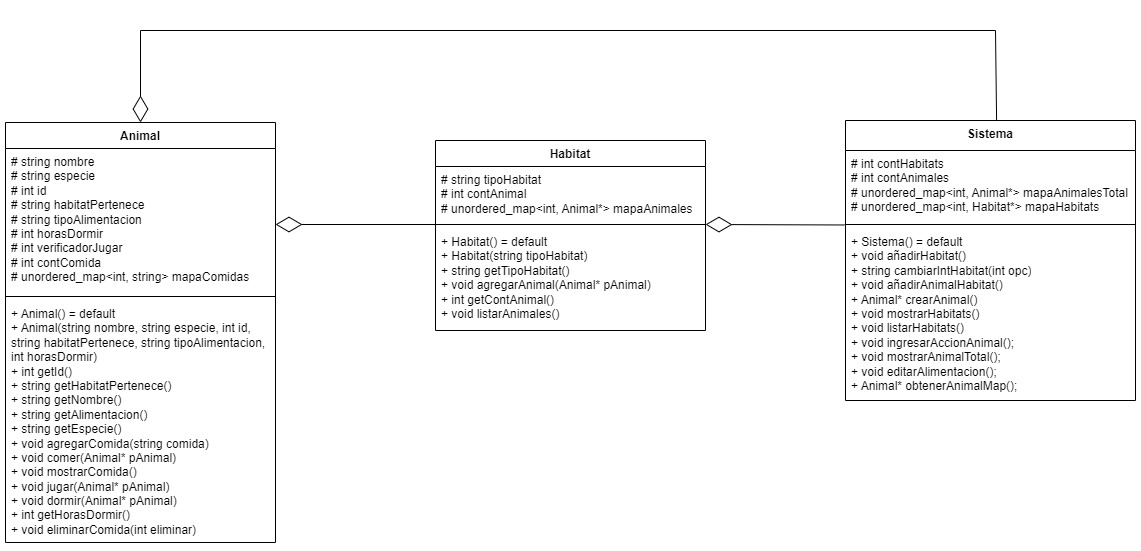 Animal
# string nombre
# string especie
# int id
# string habitatPertenece
# string tipoAlimentacion
# int horasDormir
# int verificadorJugar
# int contComida
# unordered_map<int, string> mapaComidas
+ Animal() = default
+ Animal(string nombre, string especie, int id,
string habitatPertenece, string tipoAlimentacion,
int horasDormir)
+ int getId()
+ string getHabitatPertenece()
+ string getNombre()
+ string getAlimentacion()
+ string getEspecie()
+ void agregarComida(string comida)
+ void comer(Animal* pAnimal)
+ void mostrarComida()
+ void jugar(Animal* pAnimal)
+ void dormir(Animal* pAnimal)
+ int getHorasDormir()
+ void eliminarComida(int eliminar)
Habitat
# string tipoHabitat
# int contAnimal
# unordered_map<int, Animal*> mapaAnimales
+ Habitat() = default
+ Habitat(string tipoHabitat)
+ string getTipoHabitat()
+ void agregarAnimal(Animal* pAnimal)
+ int getContAnimal()
+ void listarAnimales()
Sistema
# int contHabitats
# int contAnimales
# unordered_map<int, Animal*> mapaAnimalesTotal
# unordered_map<int, Habitat*> mapaHabitats
+ Sistema() = default
+ void añadirHabitat()
+ string cambiarIntHabitat(int opc)
+ void añadirAnimalHabitat()
+ Animal* crearAnimal()
+ void mostrarHabitats()
+ void listarHabitats()
+ void ingresarAccionAnimal();
+ void mostrarAnimalTotal();
+ void editarAlimentacion();
+ Animal* obtenerAnimalMap();